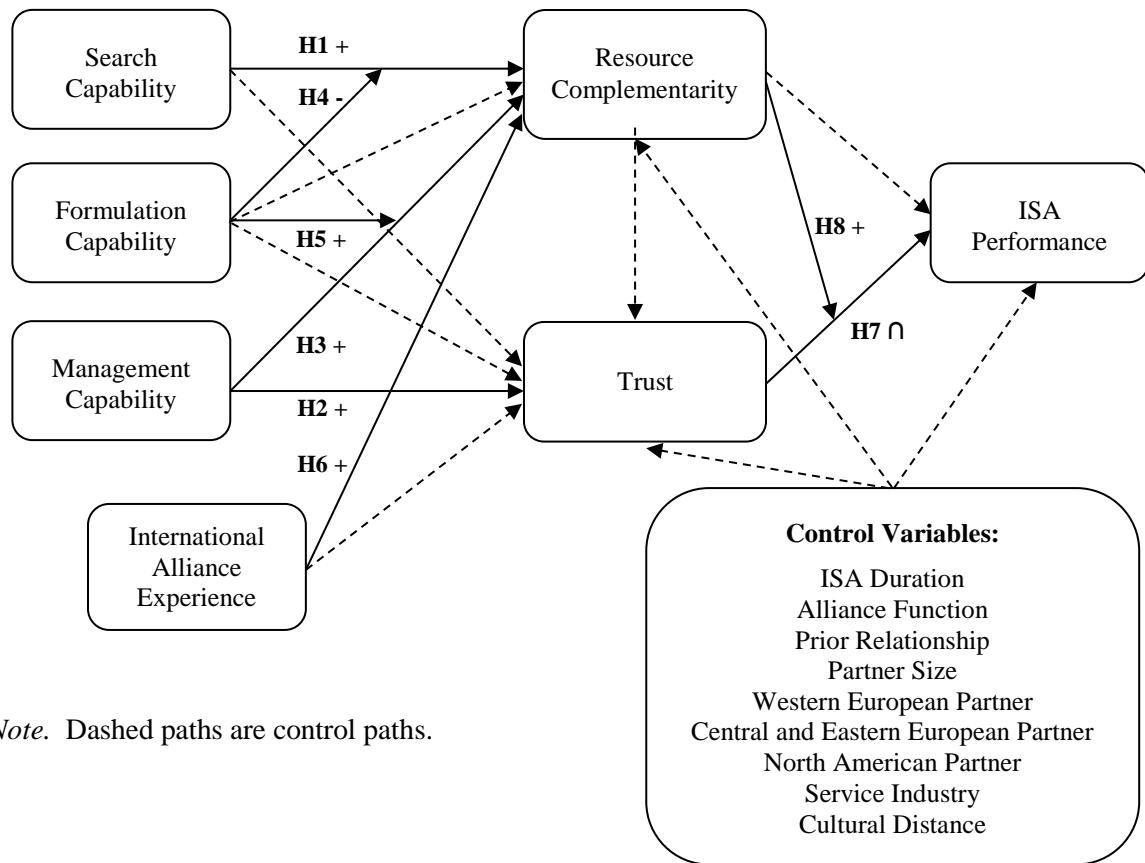 Search
Capability
H1 +
H4 -
Resource
Complementarity
Formulation
Capability
H5 +
ISA
Performance
H8 +
H7 ∩
Management
Capability
H3 +
H2 +
Trust
H6 +
International
Alliance
Experience
Control Variables:
ISA Duration
Alliance Function
Prior Relationship
Partner Size
Western European Partner
Central and Eastern European Partner
North American Partner
Service Industry
Cultural Distance
Note. Dashed paths are control paths.